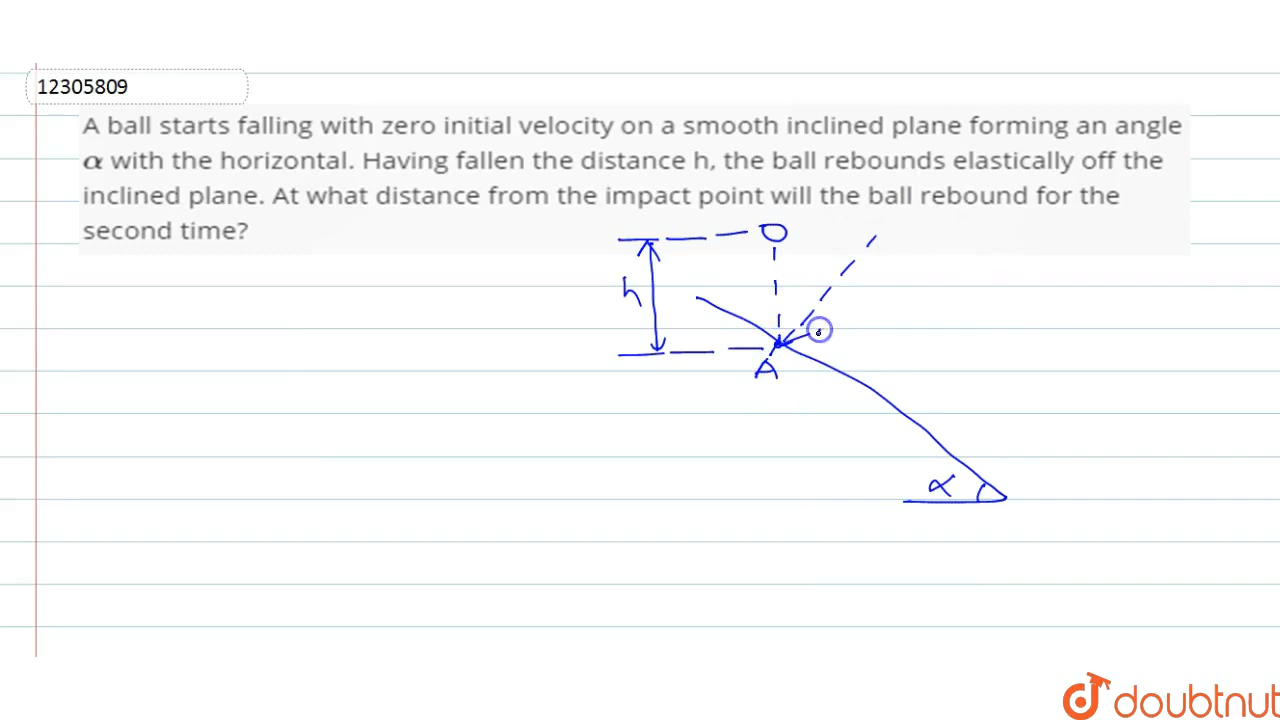 12305809
A ball starts falling with zero initial velocity on a smooth inclined plane forming an angle
α with the horizontal. Having fallen the distance h, the ball rebounds elastically off the
inclined plane. At what distance from the impact point will the ball rebound for the
second time?
h
A
α
doubtnut